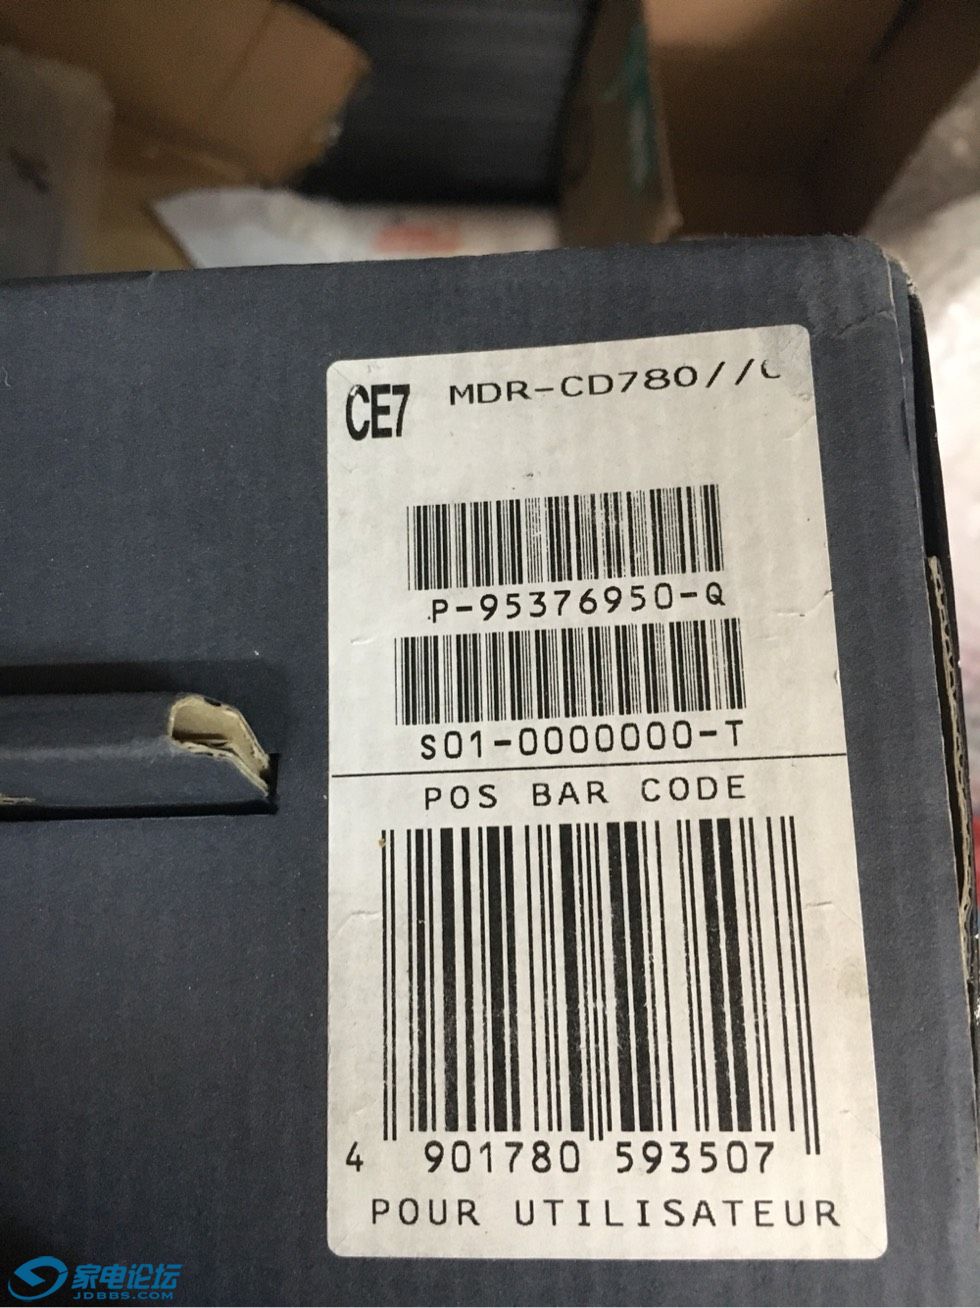 CE7 MDR-CD780//
P-95376950-Q
S01-0000000-T
POS BAR CODE
4 901780 593507
POUR UTILISATEUR
家电论坛
JDBBS.COM